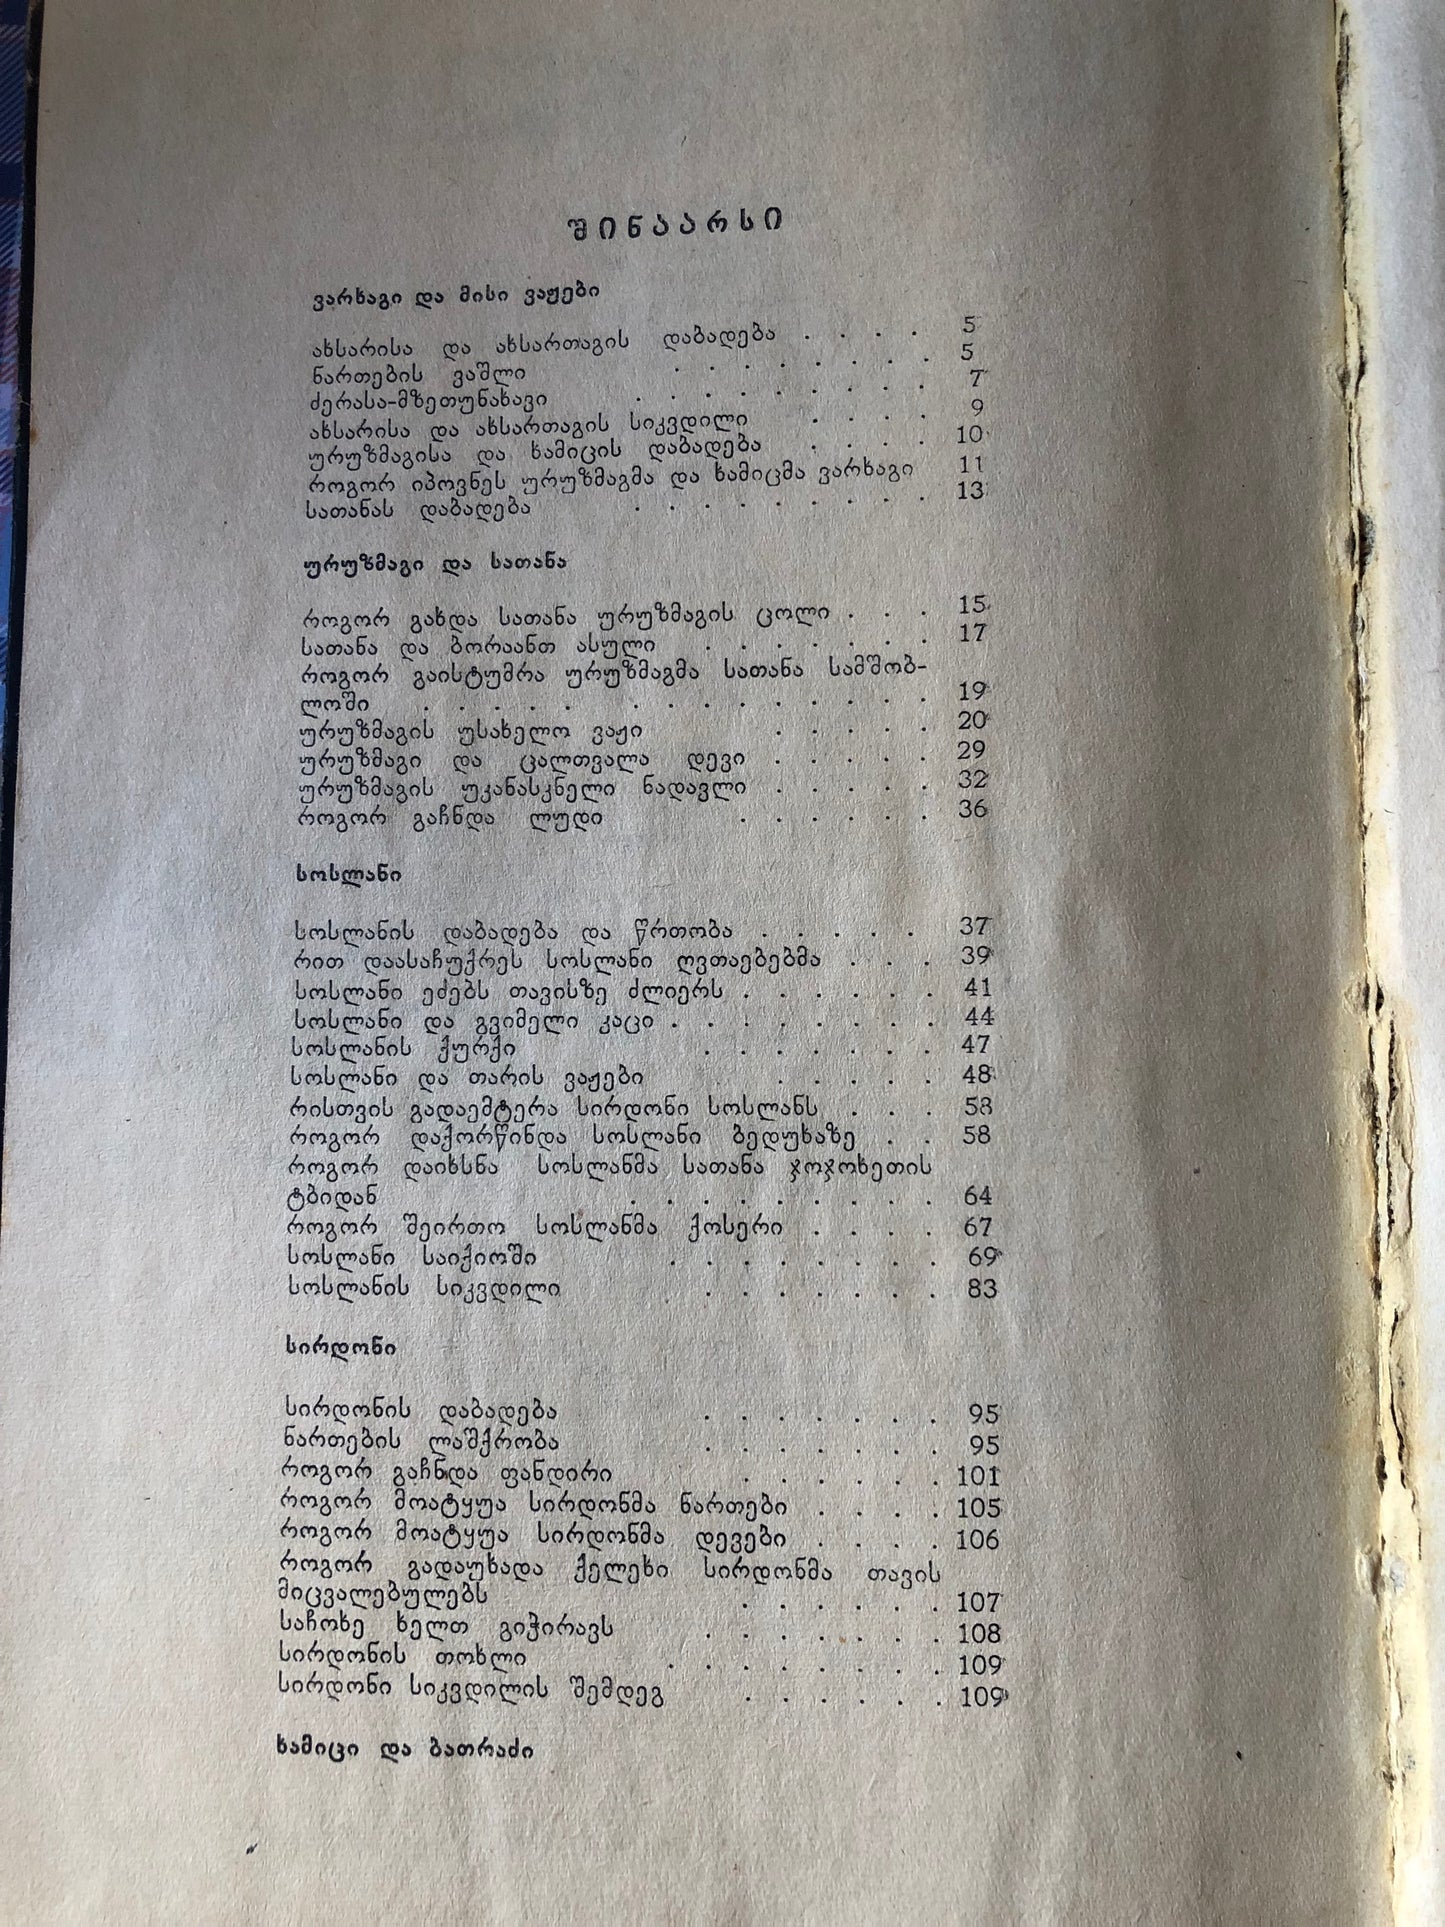 შინაარსი
ვარხაგი და მისი ვაჟები
ახსარისა და ახსართაგის დაბადება . . . . 5
ნართების ვაშლი . . . . . . . . 5
ძერასა-მზეთუნახავი . . . . . . . . . 7
ახსარისა და ახსართაგის სიკვდილი . . . . 9
ურუზმაგისა და ხამიცის დაბადება . . . . 10
როგორ იპოვნეს ურუზმაგმა და ხამიცმა ვარხაგი 11
სათანას დაბადება . . . . . . . . . 13
ურუზმაგი და სათანა
როგორ გახდა სათანა ურუზმაგის ცოლი . . . 15
სათანა და ბორაანთ ასული . . . . . . . 17
როგორ გაისტუმრა ურუზმაგმა სათანა სამშობ-
ლოში . . . . . . . . . . . . . . 19
ურუზმაგის უსახელო ვაჟი . . . . . 20
ურუზმაგი და ცალთვალა დევი . . . . . 29
ურუზმაგის უკანასკნელი ნადავლი . . . . . 32
როგორ გაჩნდა ლუდი . . . . . . 36
სოსლანი
სოსლანის დაბადება და წრთობა . . . . . 37
რით დაასაჩუქრეს სოსლანი ღვთაებებმა . . . 39
სოსლანი ეძებს თავისზე ძლიერს . . . . . . 41
სოსლანი და გვიმელი კაცი . . . . . . . . 44
სოსლანის ქურქი . . . . . . . 47
სოსლანი და თარის ვაჟები . . . . . 48
რისთვის გადაემტერა სირდონი სოსლანს . . . 53
როგორ დაქორწინდა სოსლანი ბედუხაზე . . 58
როგორ დაიხსნა სოსლანმა სათანა ჯოჯოხეთის
ტბიდან . . . . . . . . . 64
როგორ შეირთო სოსლანმა ქოსერი . . . . 67
სოსლანი საიქიოში . . . . . . . . 69
სოსლანის სიკვდილი . . . . . . . 83
სირდონი
სირდონის დაბადება . . . . . . . 95
ნართების ლაშქრობა . . . . . . . 95
როგორ გაჩნდა ფანდირი . . . . . . 101
როგორ მოატყუა სირდონმა ნართები . . . . 105
როგორ მოატყუა სირდონმა დევები . . . . 106
როგორ გადაუხადა ქელეხი სირდონმა თავის
მიცვალებულებს . . . . . . 107
საჩოხე ხელთ გიჭირავს . . . . . . . 108
სირდონის თოხლი . . . . . . . . 109
სირდონი სიკვდილის შემდეგ . . . . . . 109
ხამიცი და ბათრაძი